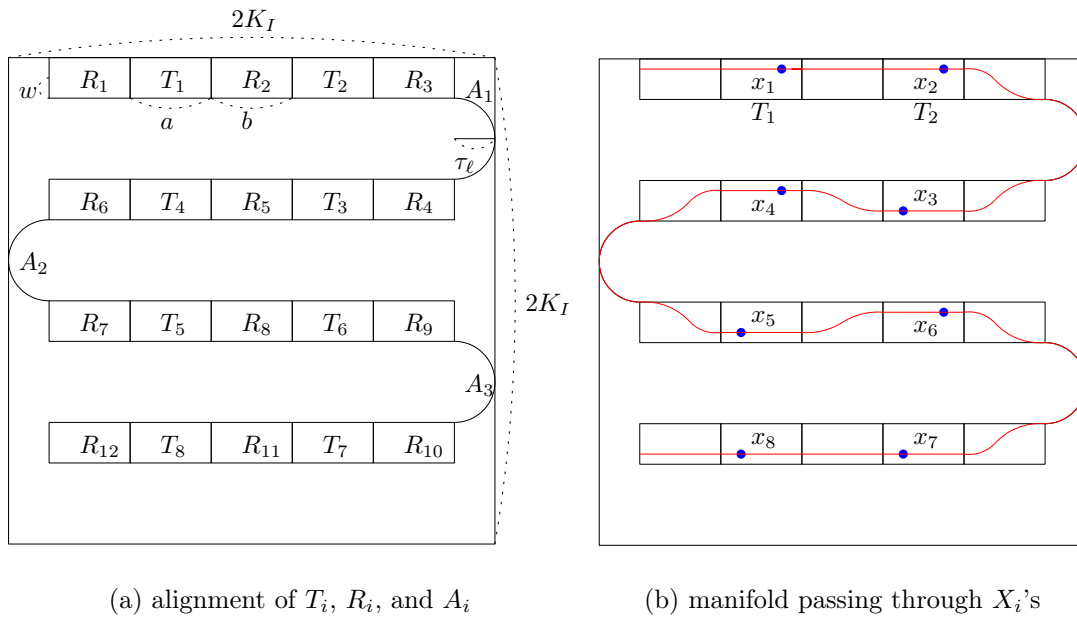 2K_I
R_1 T_1 R_2 T_2 R_3 A_1
w
a b
τ_ℓ
R_6 T_4 R_5 T_3 R_4
A_2
2K_I
R_7 T_5 R_8 T_6 R_9
A_3
R_12 T_8 R_11 T_7 R_10
(a) alignment of T_i, R_i, and A_i
x_1 x_2
T_1 T_2
x_4 x_3
x_5 x_6
x_8 x_7
(b) manifold passing through X_i's